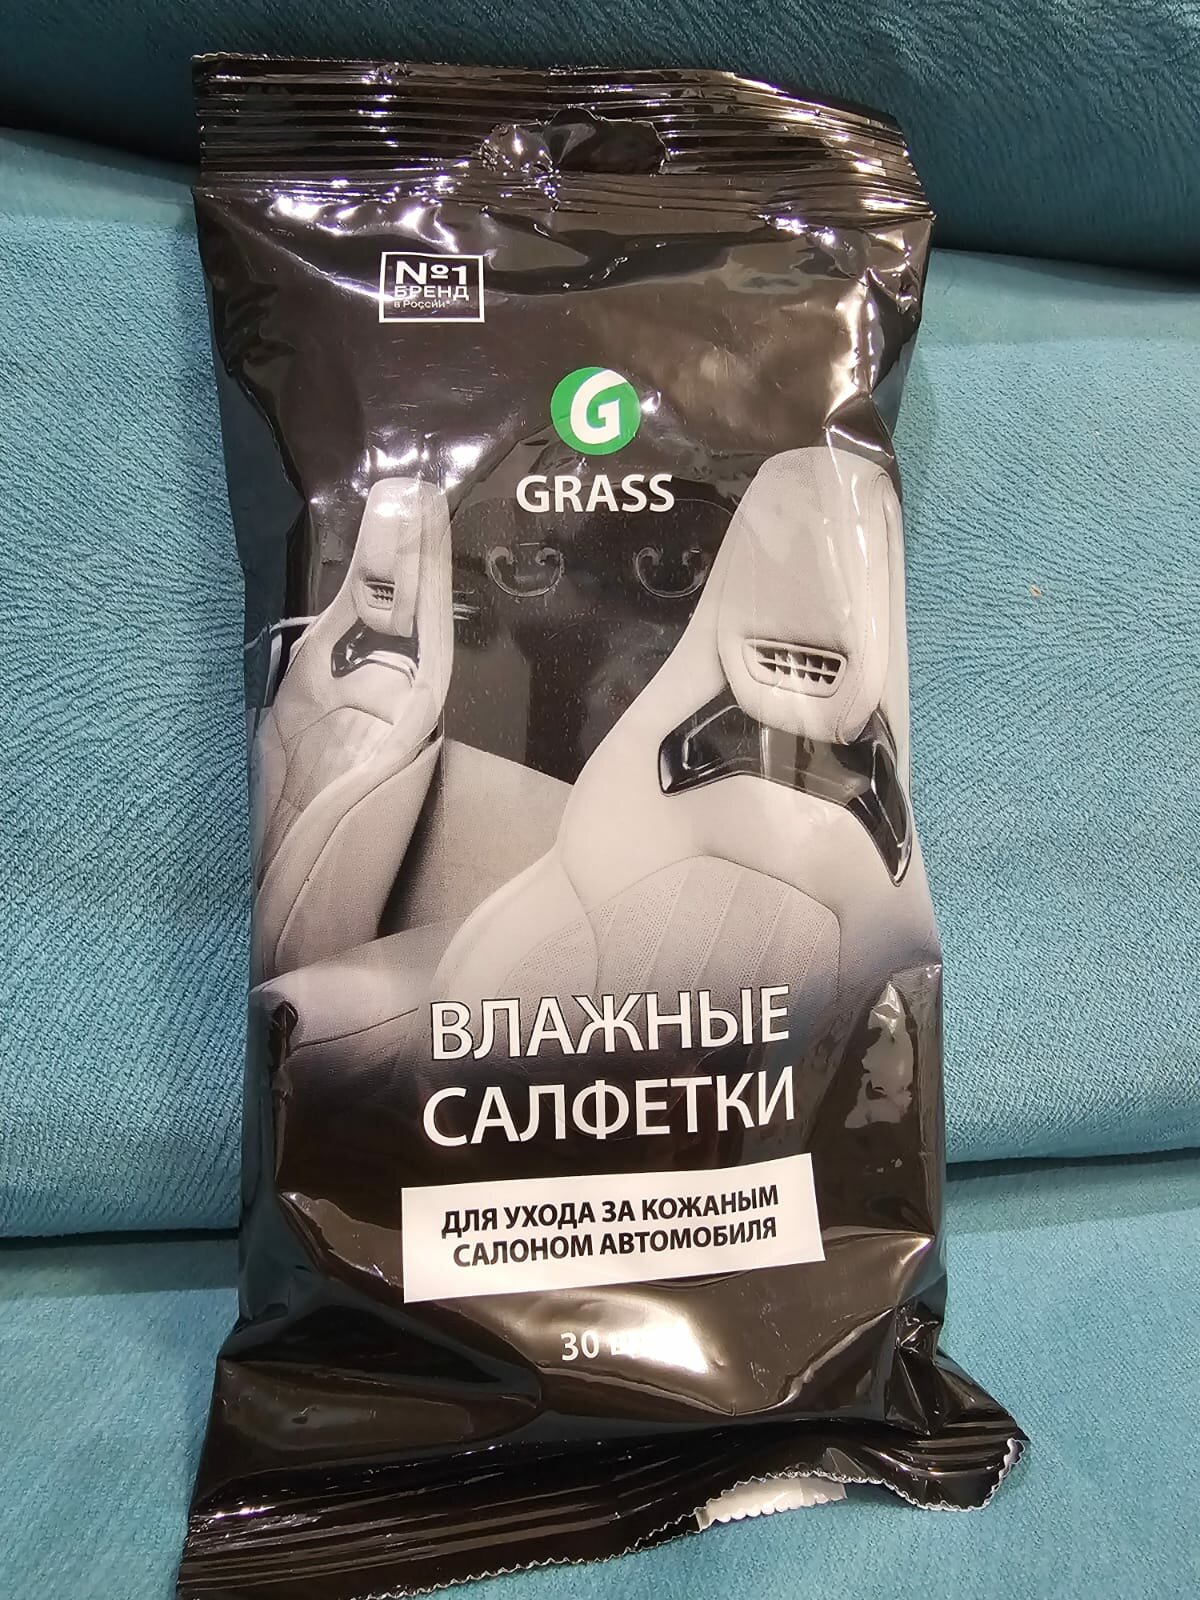 №1
БРЕНД
в России*
G
GRASS
ВЛАЖНЫЕ
САЛФЕТКИ
ДЛЯ УХОДА ЗА КОЖАНЫМ
САЛОНОМ АВТОМОБИЛЯ
30